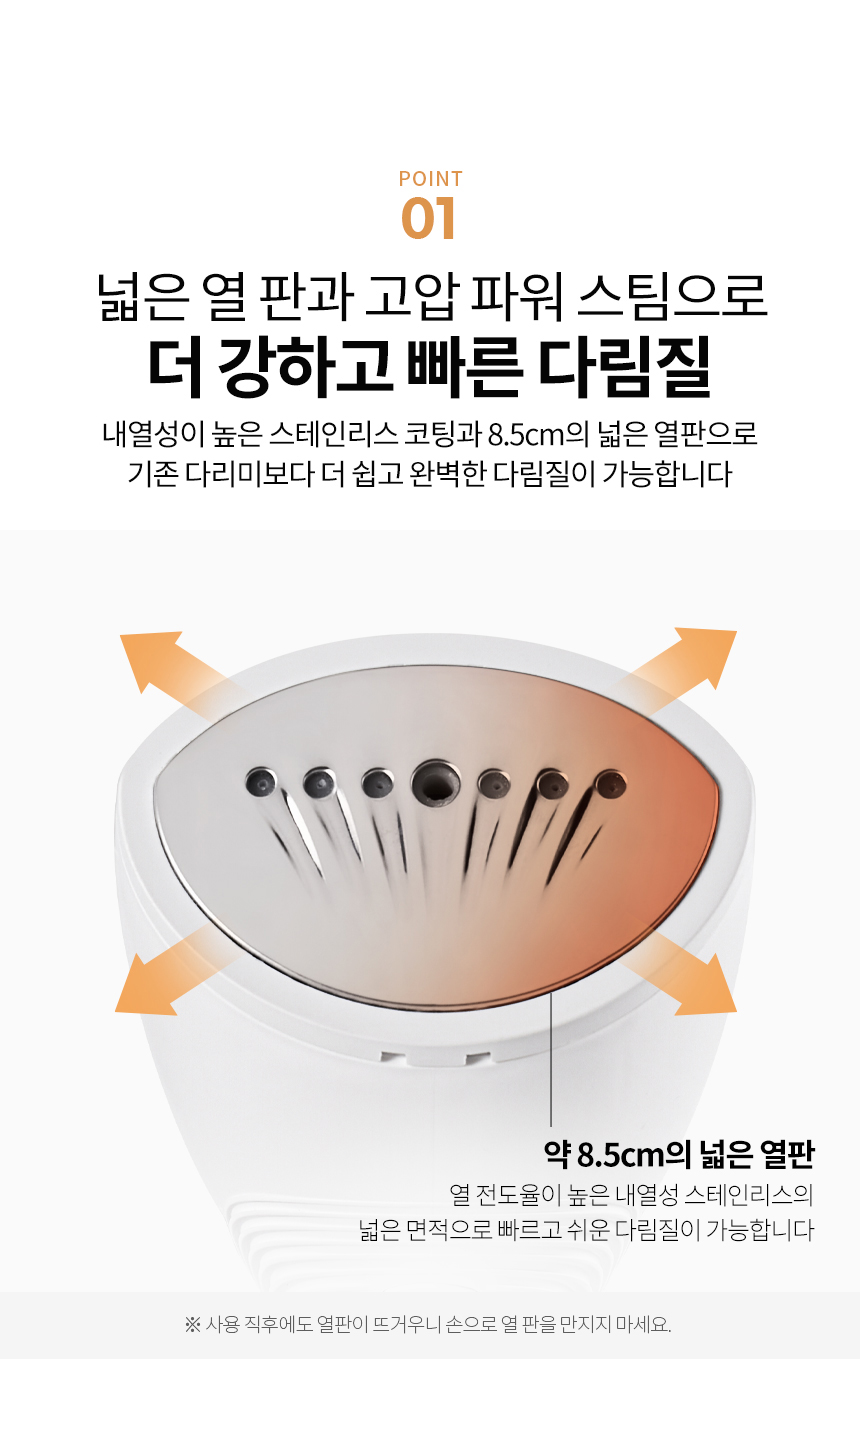 POINT
01
넓은 열 판과 고압 파워 스팀으로
더 강하고 빠른 다림질
내열성이 높은 스테인리스 코팅과 8.5cm의 넓은 열판으로
기존 다리미보다 더 쉽고 완벽한 다림질이 가능합니다
약 8.5cm의 넓은 열판
열 전도율이 높은 내열성 스테인리스의
넓은 면적으로 빠르고 쉬운 다림질이 가능합니다
※ 사용 직후에도 열판이 뜨거우니 손으로 열 판을 만지지 마세요.